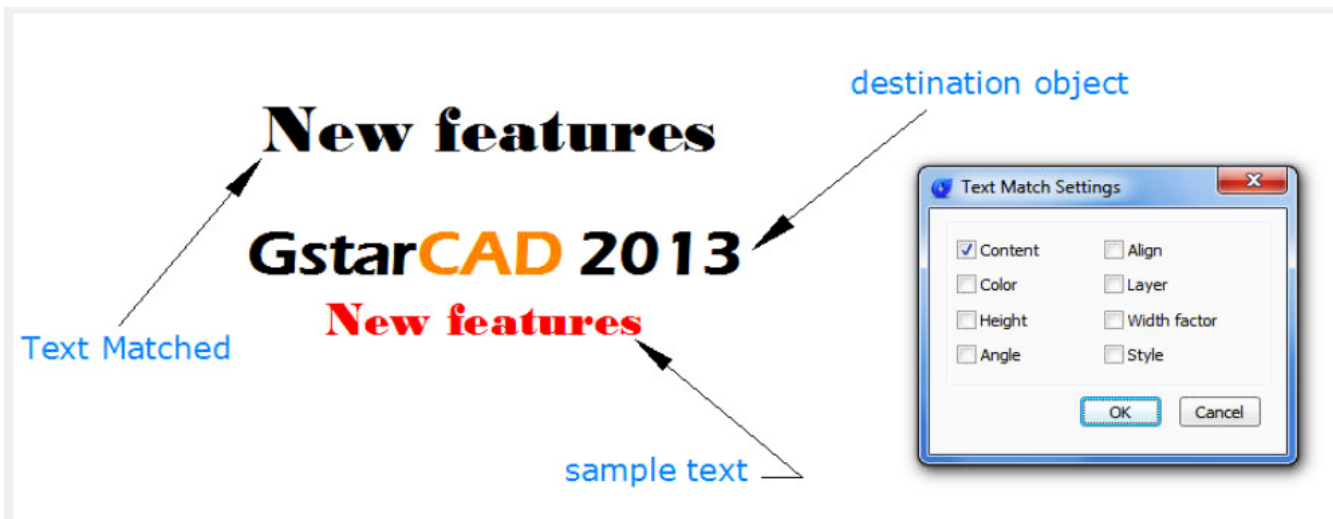 destination object
New features
Text Match Settings
Content
Align
GstarCAD 2013
Color
Layer
New features
Height
Width factor
Text Matched
Angle
Style
OK
Cancel
sample text